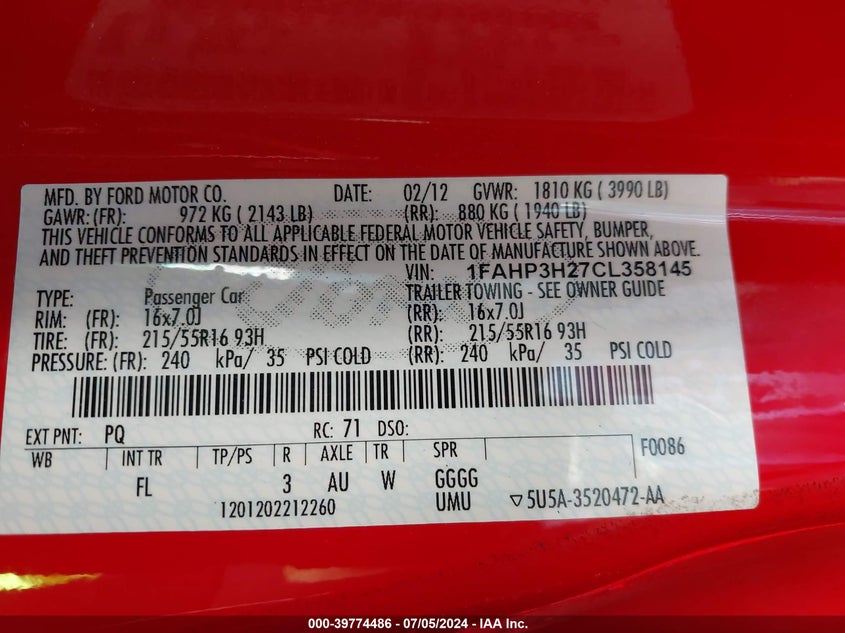 MFD. BY FORD MOTOR CO. DATE: 02/12 GVWR: 1810 KG ( 3990 LB)
GAWR: (FR): 972 KG ( 2143 LB) (RR): 880 KG ( 1940 LB)
THIS VEHICLE CONFORMS TO ALL APPLICABLE FEDERAL MOTOR VEHICLE SAFETY, BUMPER,
AND THEFT PREVENTION STANDARDS IN EFFECT ON THE DATE OF MANUFACTURE SHOWN ABOVE.
VIN: 1FAHP3H27CL358145
TYPE: Passenger Car TRAILER TOWING - SEE OWNER GUIDE
RIM: (FR): 16x7.0J (RR): 16x7.0J
TIRE: (FR): 215/55R16 93H (RR): 215/55R16 93H
PRESSURE: (FR): 240 kPa/ 35 PSI COLD (RR): 240 kPa/ 35 PSI COLD
EXT PNT: PQ RC: 71 DSO:
WB INT TR TP/PS R AXLE TR SPR F0086
FL 3 AU W GGGG
1201202212260 UMU ▽5U5A-3520472-AA
000-39774486 - 07/05/2024 - IAA Inc.